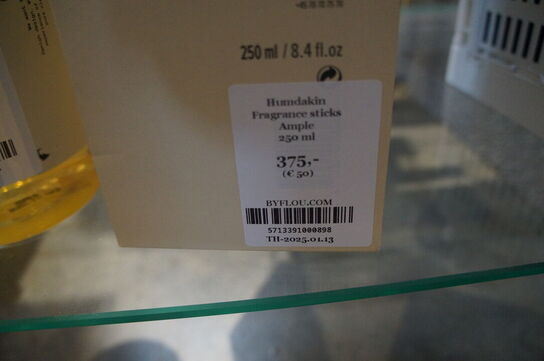 250 ml / 8.4 fl.oz
Humdakin
Fragrance sticks
Ample
250 ml
375,-
(€ 50)
BYFLOU.COM
5713391000898
TH-2025.01.13